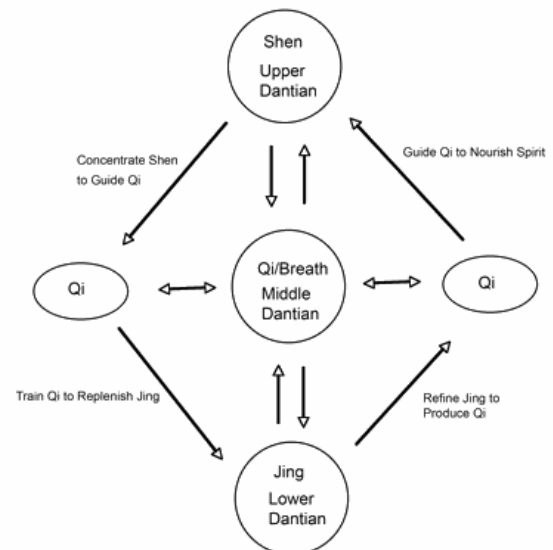 Shen
Upper
Dantian
Concentrate Shen
to Guide Qi
Guide Qi to Nourish Spirit
Qi
Qi/Breath
Middle
Dantian
Qi
Train Qi to Replenish Jing
Refine Jing to
Produce Qi
Jing
Lower
Dantian